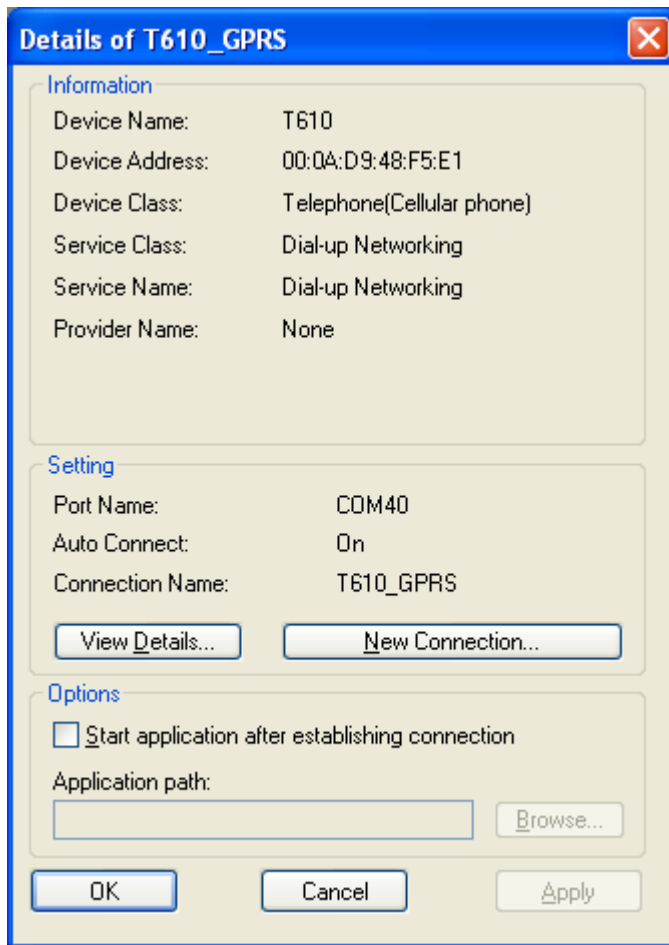 Details of T610_GPRS
Information
Device Name: T610
Device Address: 00:0A:D9:48:F5:E1
Device Class: Telephone(Cellular phone)
Service Class: Dial-up Networking
Service Name: Dial-up Networking
Provider Name: None
Setting
Port Name: COM40
Auto Connect: On
Connection Name: T610_GPRS
View Details... New Connection...
Options
Start application after establishing connection
Application path:
Browse...
OK Cancel Apply